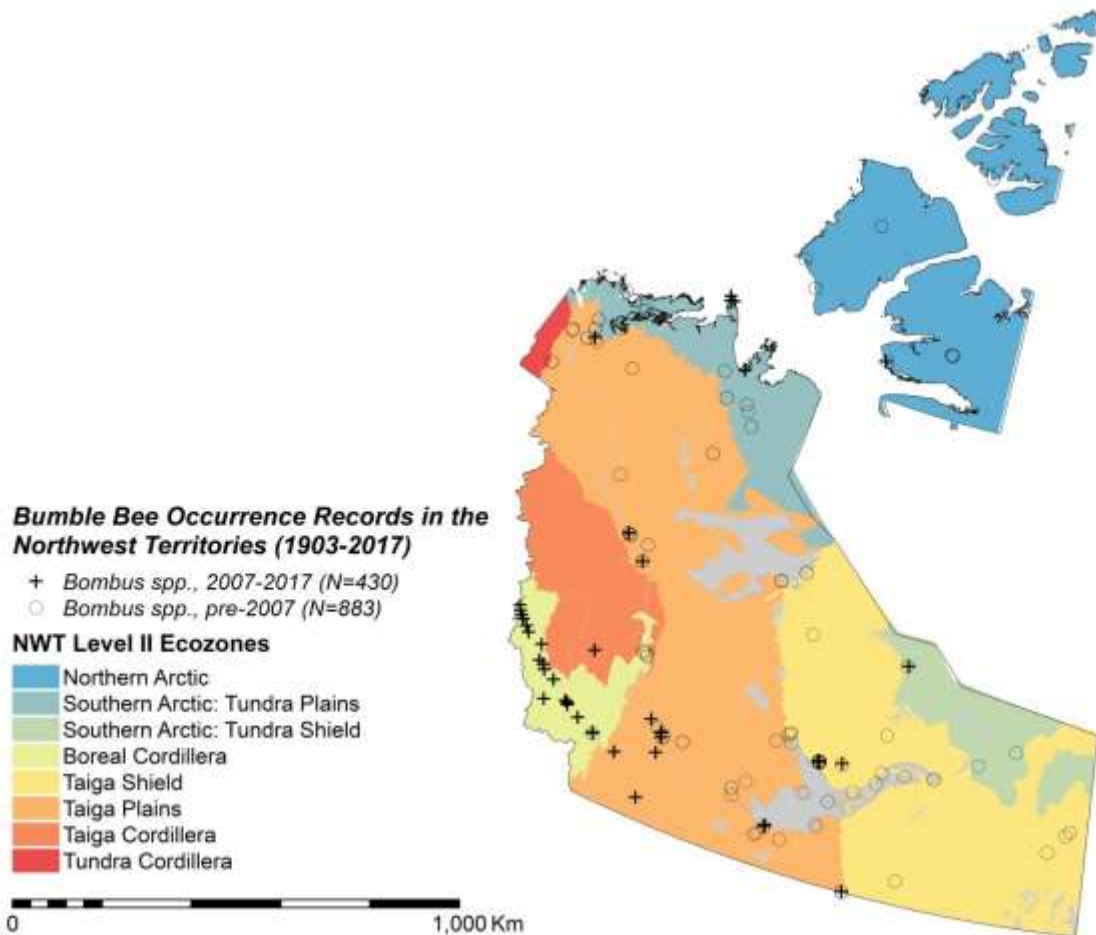 Bumble Bee Occurrence Records in the
Northwest Territories (1903-2017)
+ Bombus spp., 2007-2017 (N=430)
○ Bombus spp., pre-2007 (N=883)
NWT Level II Ecozones
Northern Arctic
Southern Arctic: Tundra Plains
Southern Arctic: Tundra Shield
Boreal Cordillera
Taiga Shield
Taiga Plains
Taiga Cordillera
Tundra Cordillera
0 1,000 Km